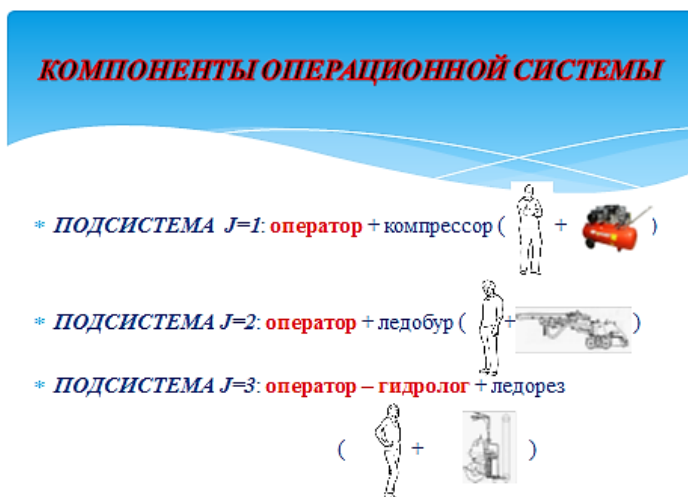 КОМПОНЕНТЫ ОПЕРАЦИОННОЙ СИСТЕМЫ
* ПОДСИСТЕМА J=1: оператор + компрессор ( + )
* ПОДСИСТЕМА J=2: оператор + ледобур ( + )
* ПОДСИСТЕМА J=3: оператор – гидролог + ледорез
( + )